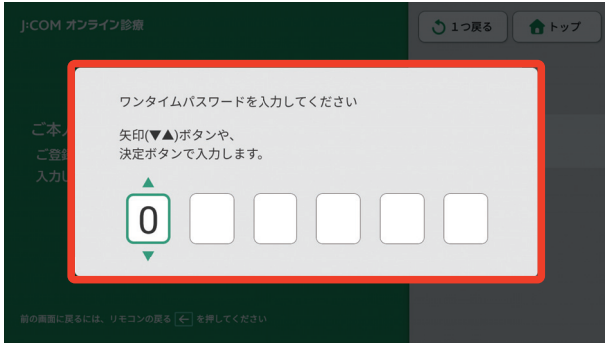 J:COM オンライン診療
1つ戻る
トップ
ワンタイムパスワードを入力してください
矢印(▼▲)ボタンや、
決定ボタンで入力します。
ご本
ご登
入力
0
前の画面に戻るには、リモコンの戻る ← を押してください